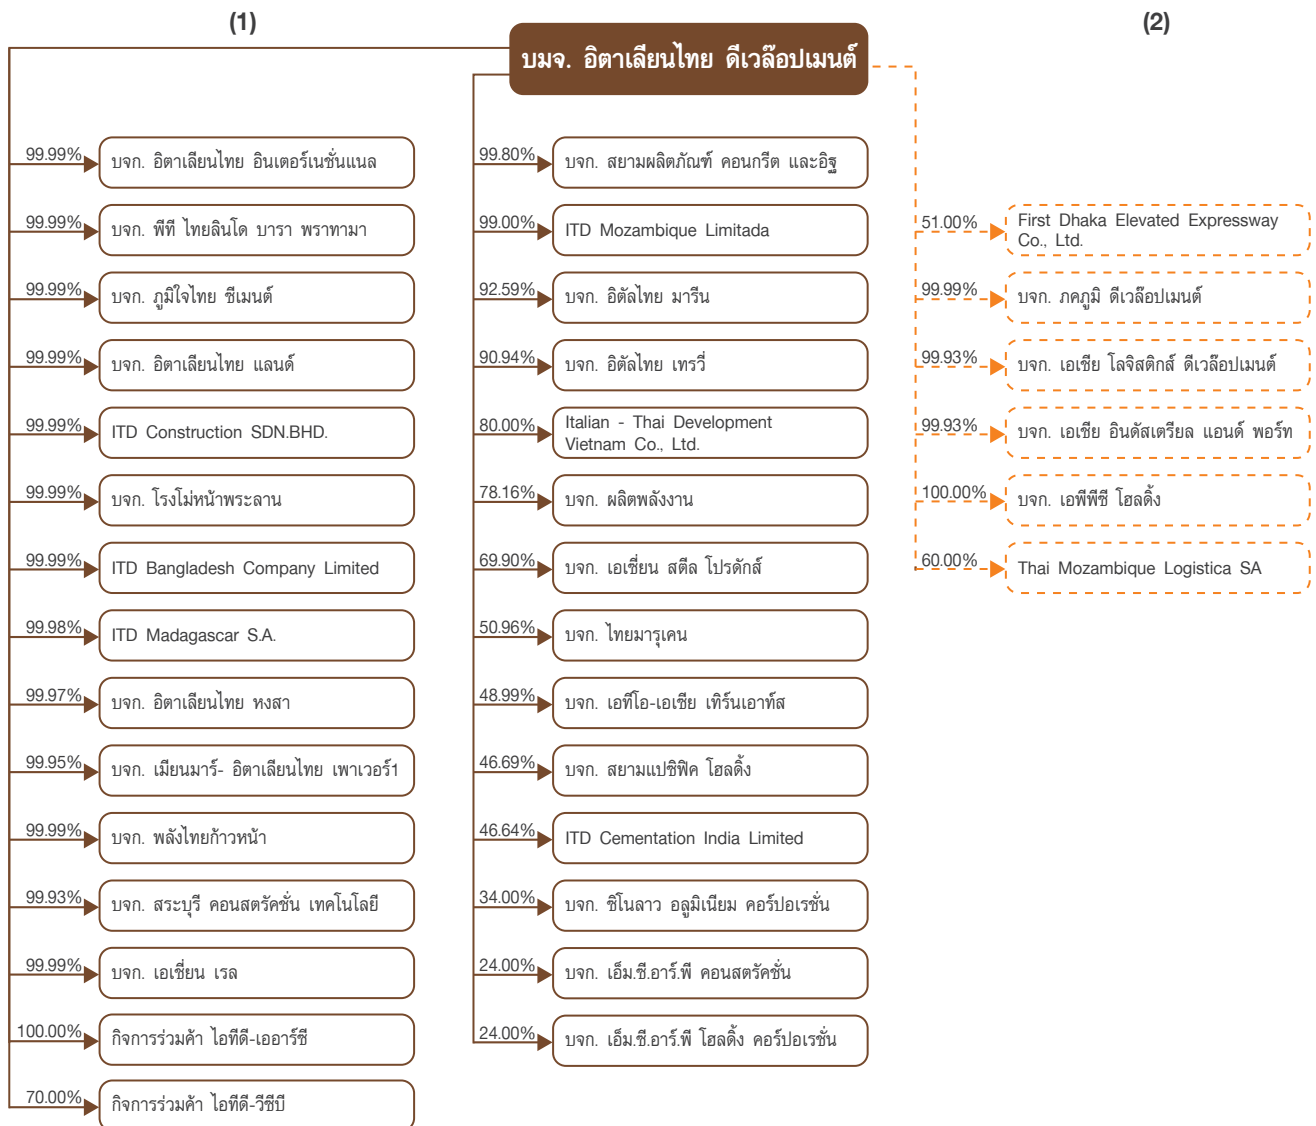 (1)
(2)
บมจ. อิตาเลียนไทย ดีเวล๊อปเมนต์
99.99%
บจก. อิตาเลียนไทย อินเตอร์เนชั่นแนล
99.99%
บจก. พีที ไทยลินโด บารา พราทามา
99.99%
บจก. ภูมิใจไทย ซีเมนต์
99.99%
บจก. อิตาเลียนไทย แลนด์
99.99%
ITD Construction SDN.BHD.
99.99%
บจก. โรงโม่หน้าพระลาน
99.99%
ITD Bangladesh Company Limited
99.98%
ITD Madagascar S.A.
99.97%
บจก. อิตาเลียนไทย หงสา
99.95%
บจก. เมียนมาร์- อิตาเลียนไทย เพาเวอร์1
99.99%
บจก. พลังไทยก้าวหน้า
99.93%
บจก. สระบุรี คอนสตรัคชั่น เทคโนโลยี
99.99%
บจก. เอเชี่ยน เรล
100.00%
กิจการร่วมค้า ไอทีดี-เออาร์ซี
70.00%
กิจการร่วมค้า ไอทีดี-วีซีบี
99.80%
บจก. สยามผลิตภัณฑ์ คอนกรีต และอิฐ
99.00%
ITD Mozambique Limitada
92.59%
บจก. อิตัลไทย มารีน
90.94%
บจก. อิตัลไทย เทรวี่
80.00%
Italian - Thai Development
Vietnam Co., Ltd.
78.16%
บจก. ผลิตพลังงาน
69.90%
บจก. เอเชี่ยน สตีล โปรดักส์
50.96%
บจก. ไทยมารุเคน
48.99%
บจก. เอทีโอ-เอเชีย เทิร์นเอาท์ส
46.69%
บจก. สยามแปซิฟิค โฮลดิ้ง
46.64%
ITD Cementation India Limited
34.00%
บจก. ซิโนลาว อลูมิเนียม คอร์ปอเรชั่น
24.00%
บจก. เอ็ม.ซี.อาร์.พี คอนสตรัคชั่น
24.00%
บจก. เอ็ม.ซี.อาร์.พี โฮลดิ้ง คอร์ปอเรชั่น
51.00%
First Dhaka Elevated Expressway
Co., Ltd.
99.99%
บจก. ภคภูมิ ดีเวล๊อปเมนต์
99.93%
บจก. เอเชีย โลจิสติกส์ ดีเวล๊อปเมนต์
99.93%
บจก. เอเชีย อินดัสเตรียล แอนด์ พอร์ท
100.00%
บจก. เอพีพีซี โฮลดิ้ง
60.00%
Thai Mozambique Logistica SA